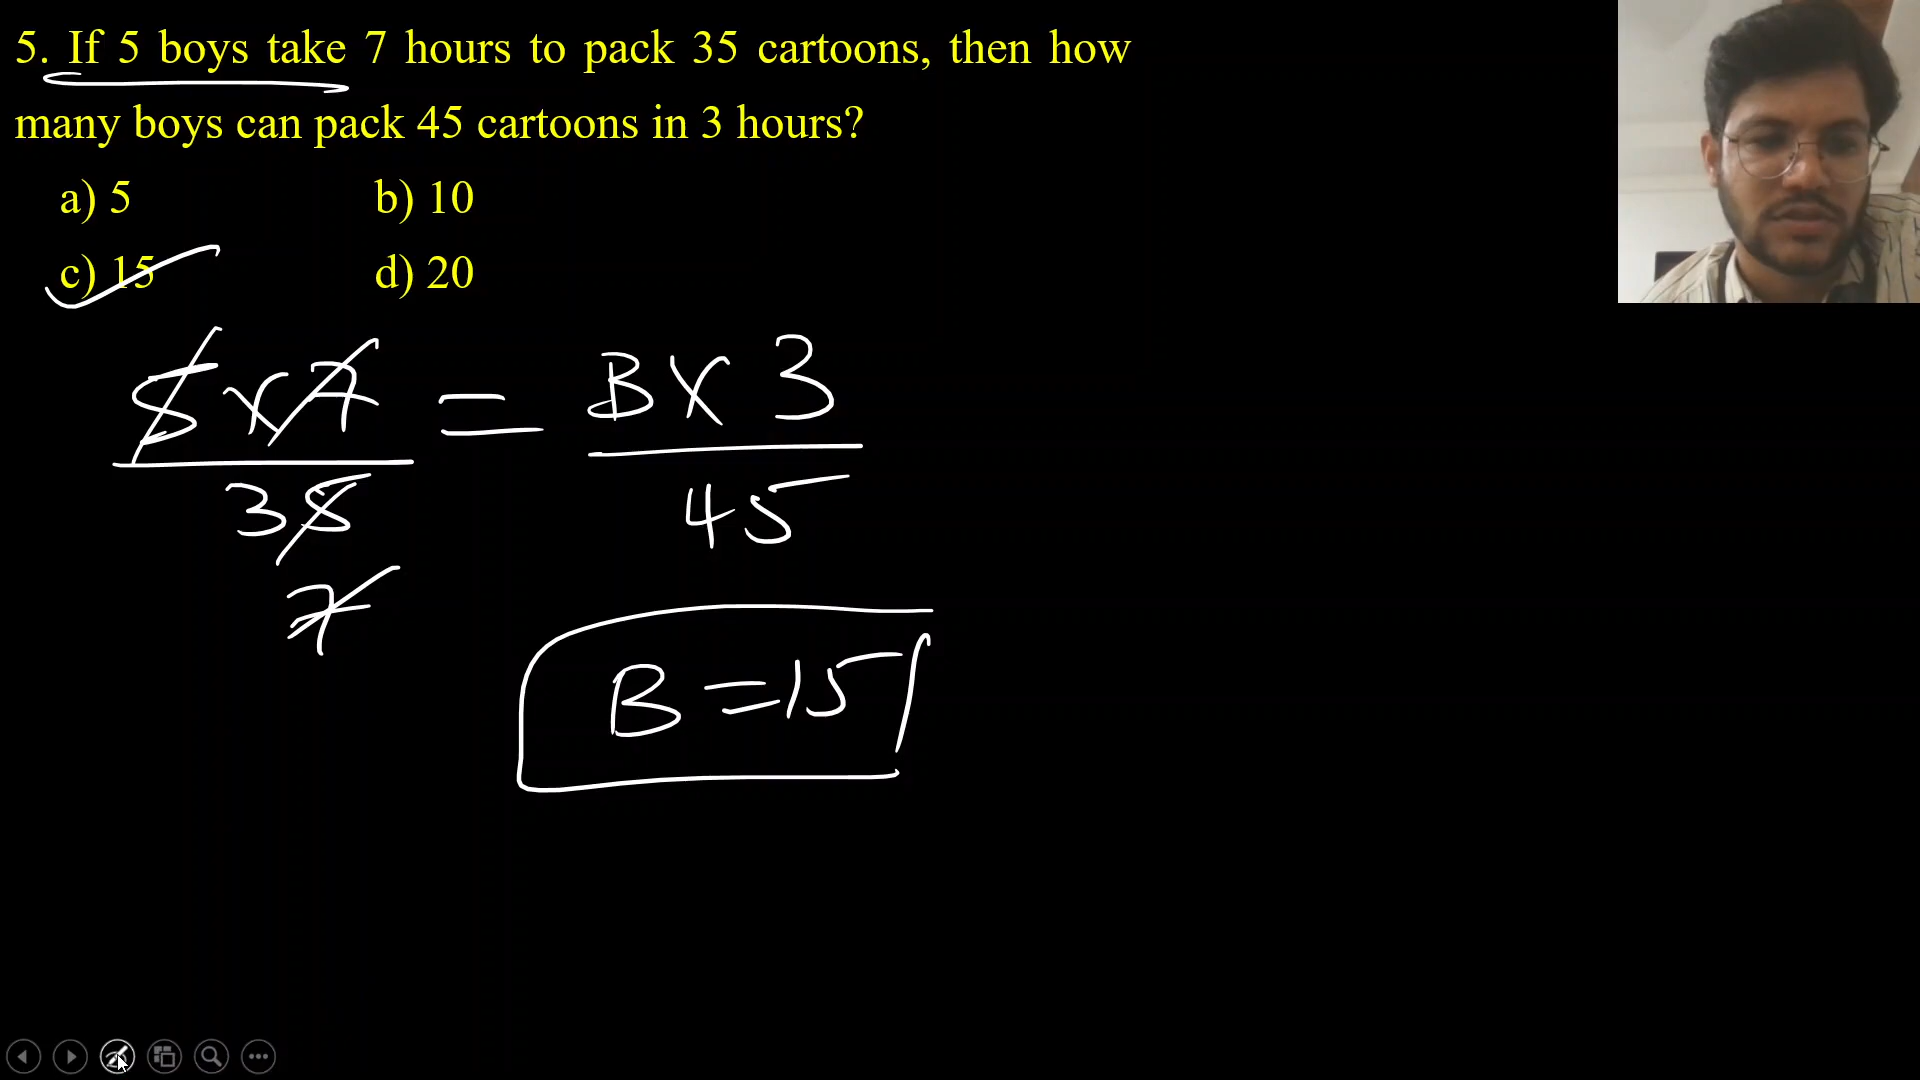 5. If 5 boys take 7 hours to pack 35 cartoons, then how
many boys can pack 45 cartoons in 3 hours?
a) 5 b) 10
c) 15 d) 20
5 x 7 = B x 3
35 45
7
B = 15